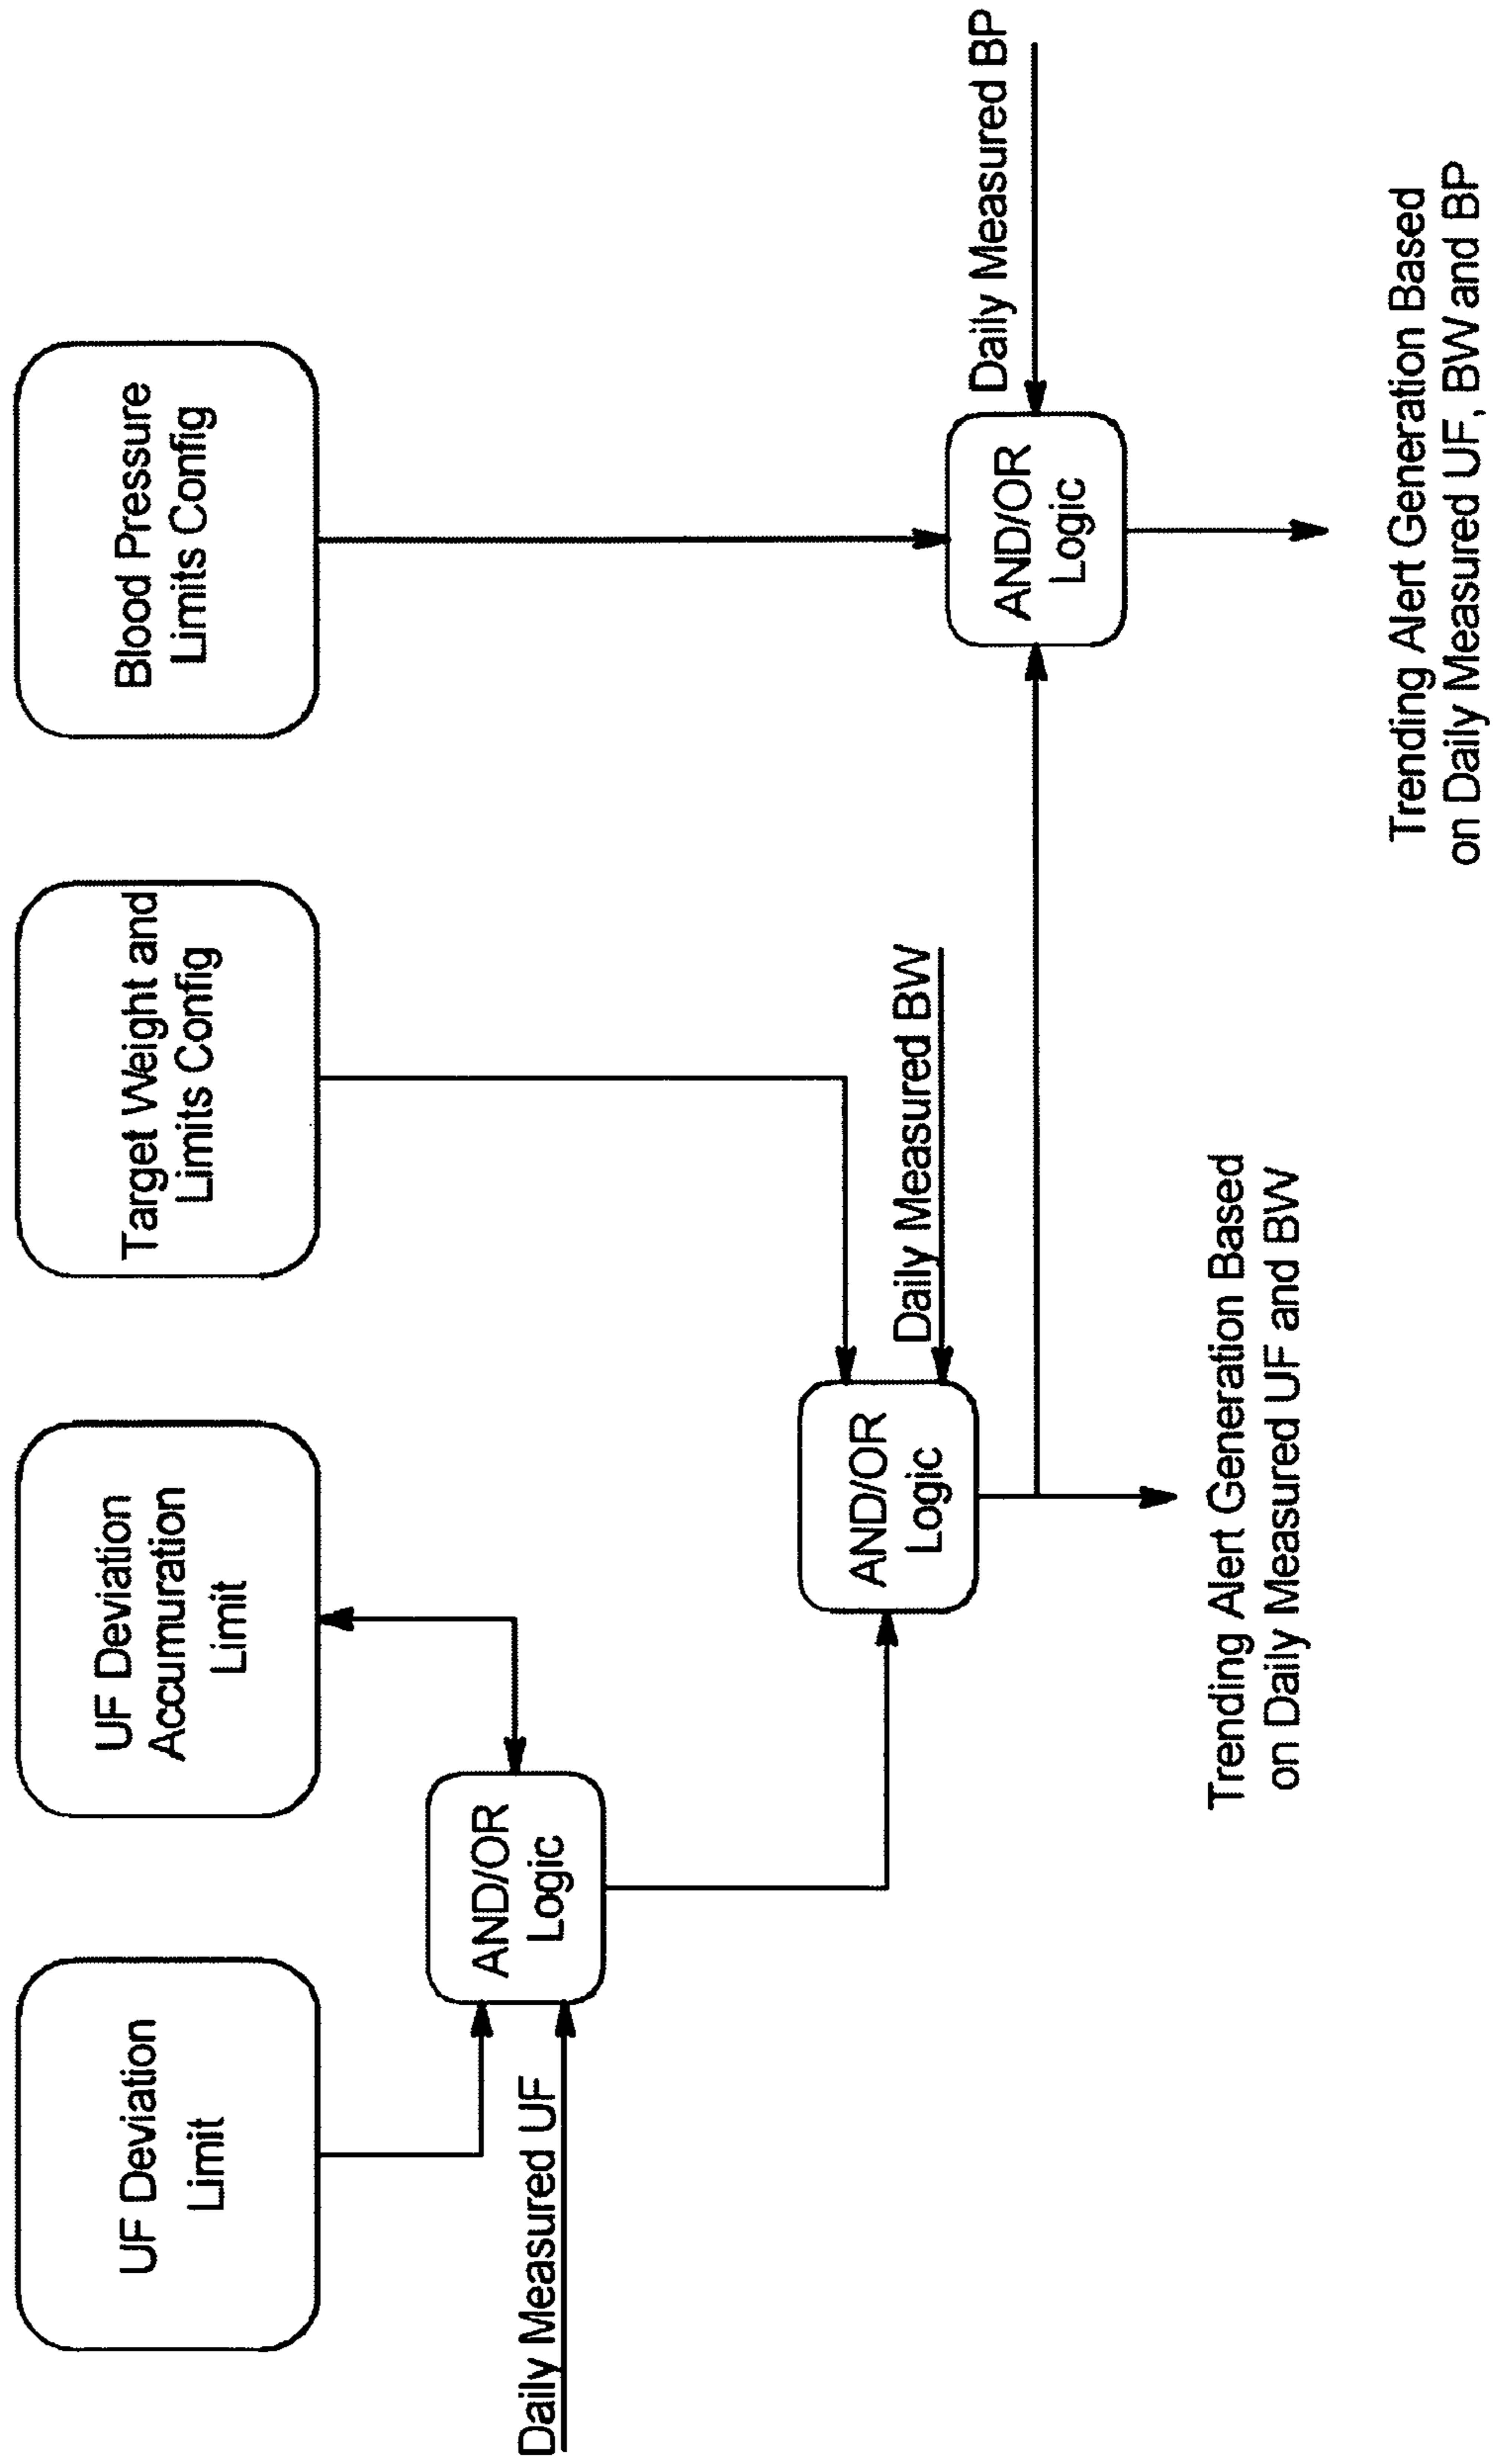 UF Deviation
Limit
UF Deviation
Accumuration
Limit
Target Weight and
Limits Config
Blood Pressure
Limits Config
Daily Measured UF
AND/OR
Logic
AND/OR
Logic
Daily Measured BW
AND/OR
Logic
Daily Measured BP
Trending Alert Generation Based
on Daily Measured UF and BW
Trending Alert Generation Based
on Daily Measured UF, BW and BP